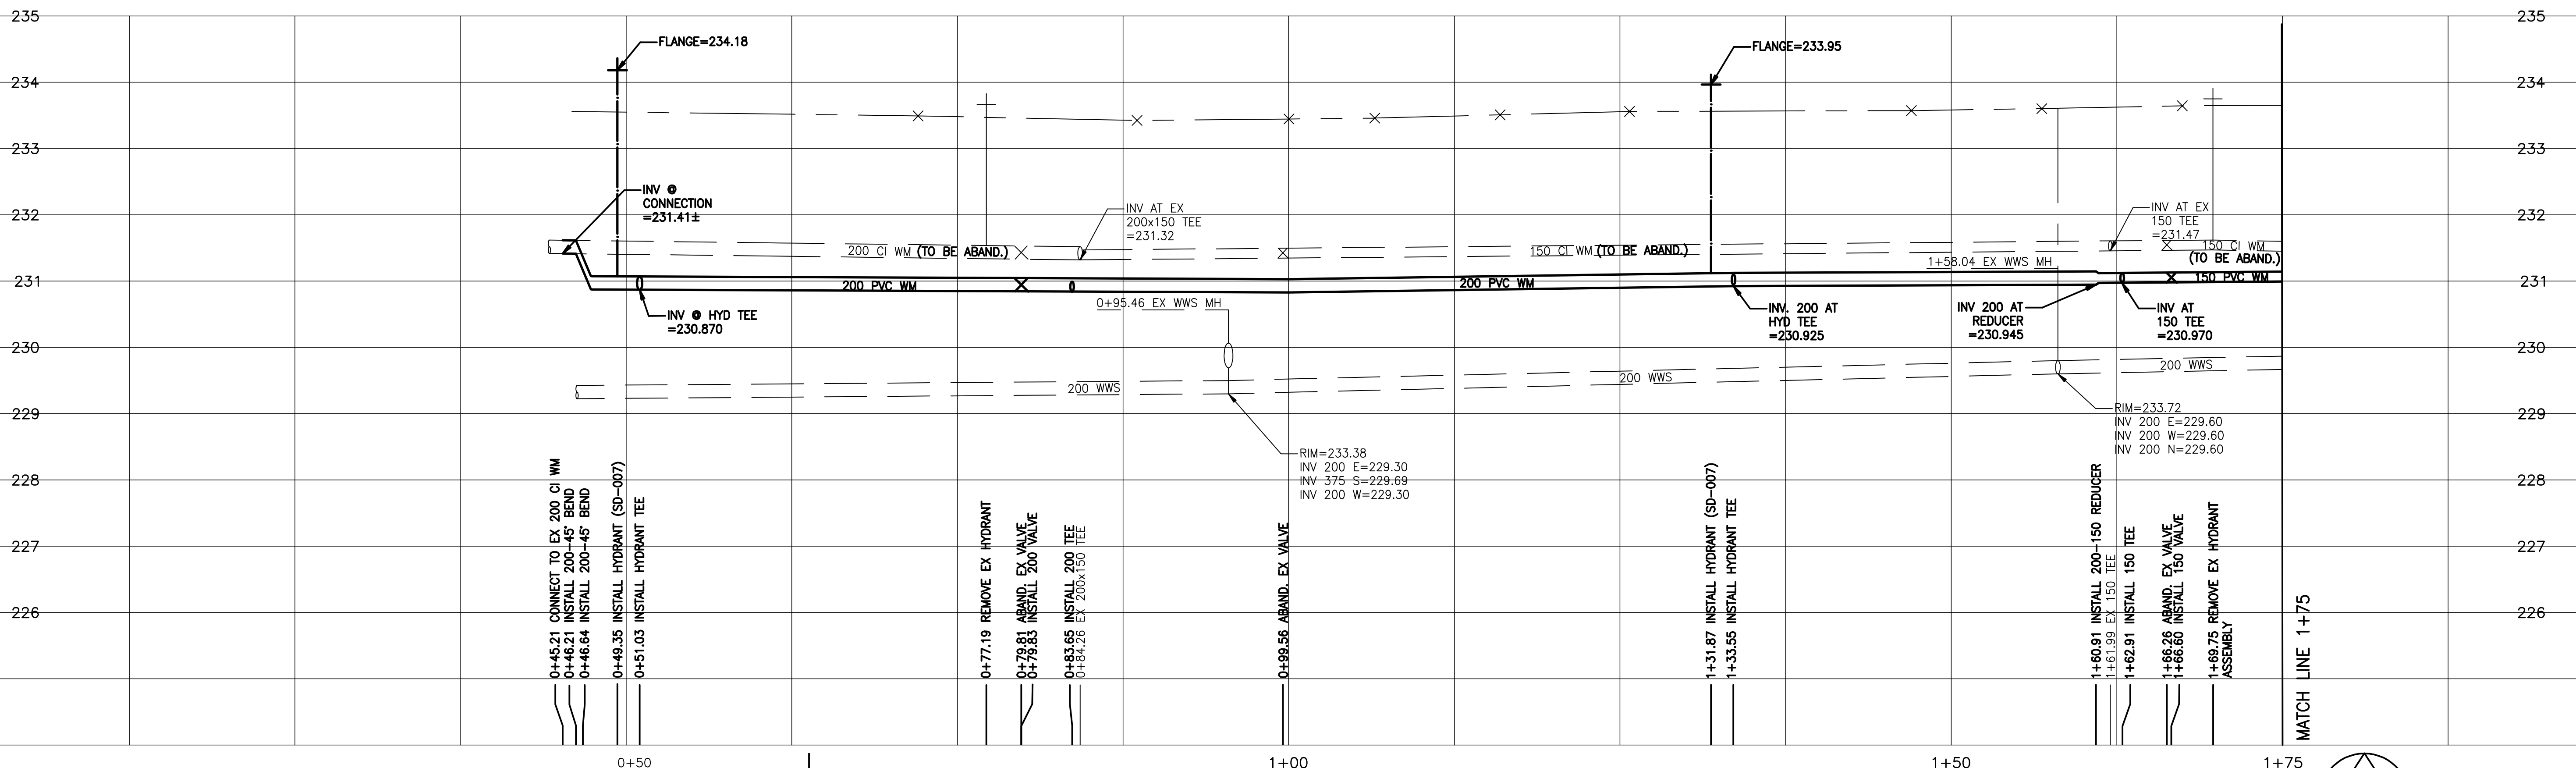 235
235
FLANGE=234.18
FLANGE=233.95
234
234
233
233
INV @
CONNECTION
=231.41±
INV AT EX
200x150 TEE
=231.32
INV AT EX
150 TEE
=231.47
232
232
200 CI WM (TO BE ABAND.)
150 CI WM (TO BE ABAND.)
150 CI WM
(TO BE ABAND.)
1+58.04 EX WWS MH
231
231
200 PVC WM
200 PVC WM
150 PVC WM
0+95.46 EX WWS MH
INV @ HYD TEE
=230.870
INV. 200 AT
HYD TEE
=230.925
INV 200 AT
REDUCER
=230.945
INV AT
150 TEE
=230.970
230
230
200 WWS
200 WWS
200 WWS
229
229
RIM=233.38
INV 200 E=229.30
INV 375 S=229.69
INV 200 W=229.30
RIM=233.72
INV 200 E=229.60
INV 200 W=229.60
INV 200 N=229.60
228
228
227
227
226
226
0+45.21 CONNECT TO EX 200 CI WM
0+46.21 INSTALL 200-45° BEND
0+46.64 INSTALL 200-45° BEND
0+49.35 INSTALL HYDRANT (SD-007)
0+51.03 INSTALL HYDRANT TEE
0+77.19 REMOVE EX HYDRANT
0+79.81 ABAND. EX VALVE
0+79.83 INSTALL 200 VALVE
0+83.65 INSTALL 200 TEE
0+84.26 EX 200x150 TEE
0+99.56 ABAND. EX VALVE
1+31.87 INSTALL HYDRANT (SD-007)
1+33.55 INSTALL HYDRANT TEE
1+60.91 INSTALL 200-150 REDUCER
1+61.99 EX 150 TEE
1+62.91 INSTALL 150 TEE
1+66.26 ABAND. EX VALVE
1+66.60 INSTALL 150 VALVE
1+69.75 REMOVE EX HYDRANT
ASSEMBLY
MATCH LINE 1+75
0+50
1+00
1+50
1+75